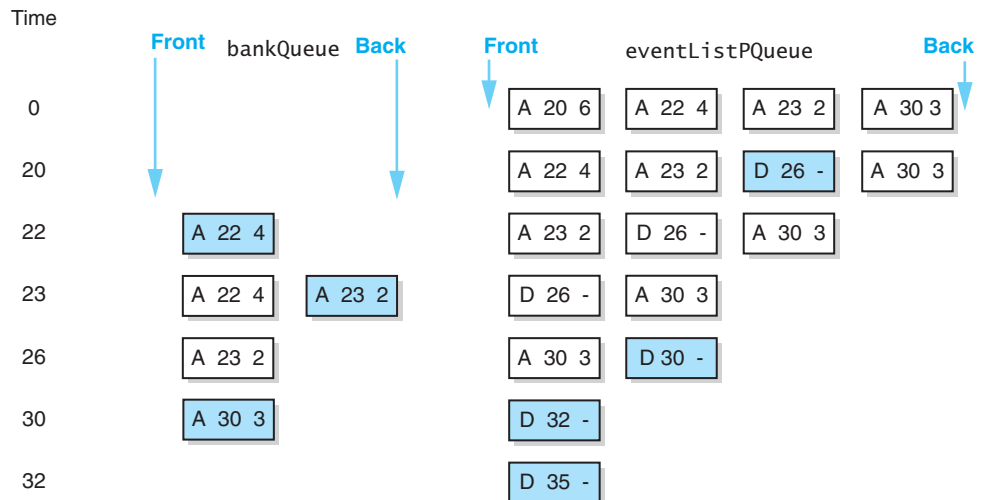 Time
Front bankQueue Back Front eventListPQueue Back
0 A 20 6 A 22 4 A 23 2 A 30 3
20 A 22 4 A 23 2 D 26 - A 30 3
22 A 22 4 A 23 2 D 26 - A 30 3
23 A 22 4 A 23 2 D 26 - A 30 3
26 A 23 2 A 30 3 D 30 -
30 A 30 3 D 32 -
32 D 35 -